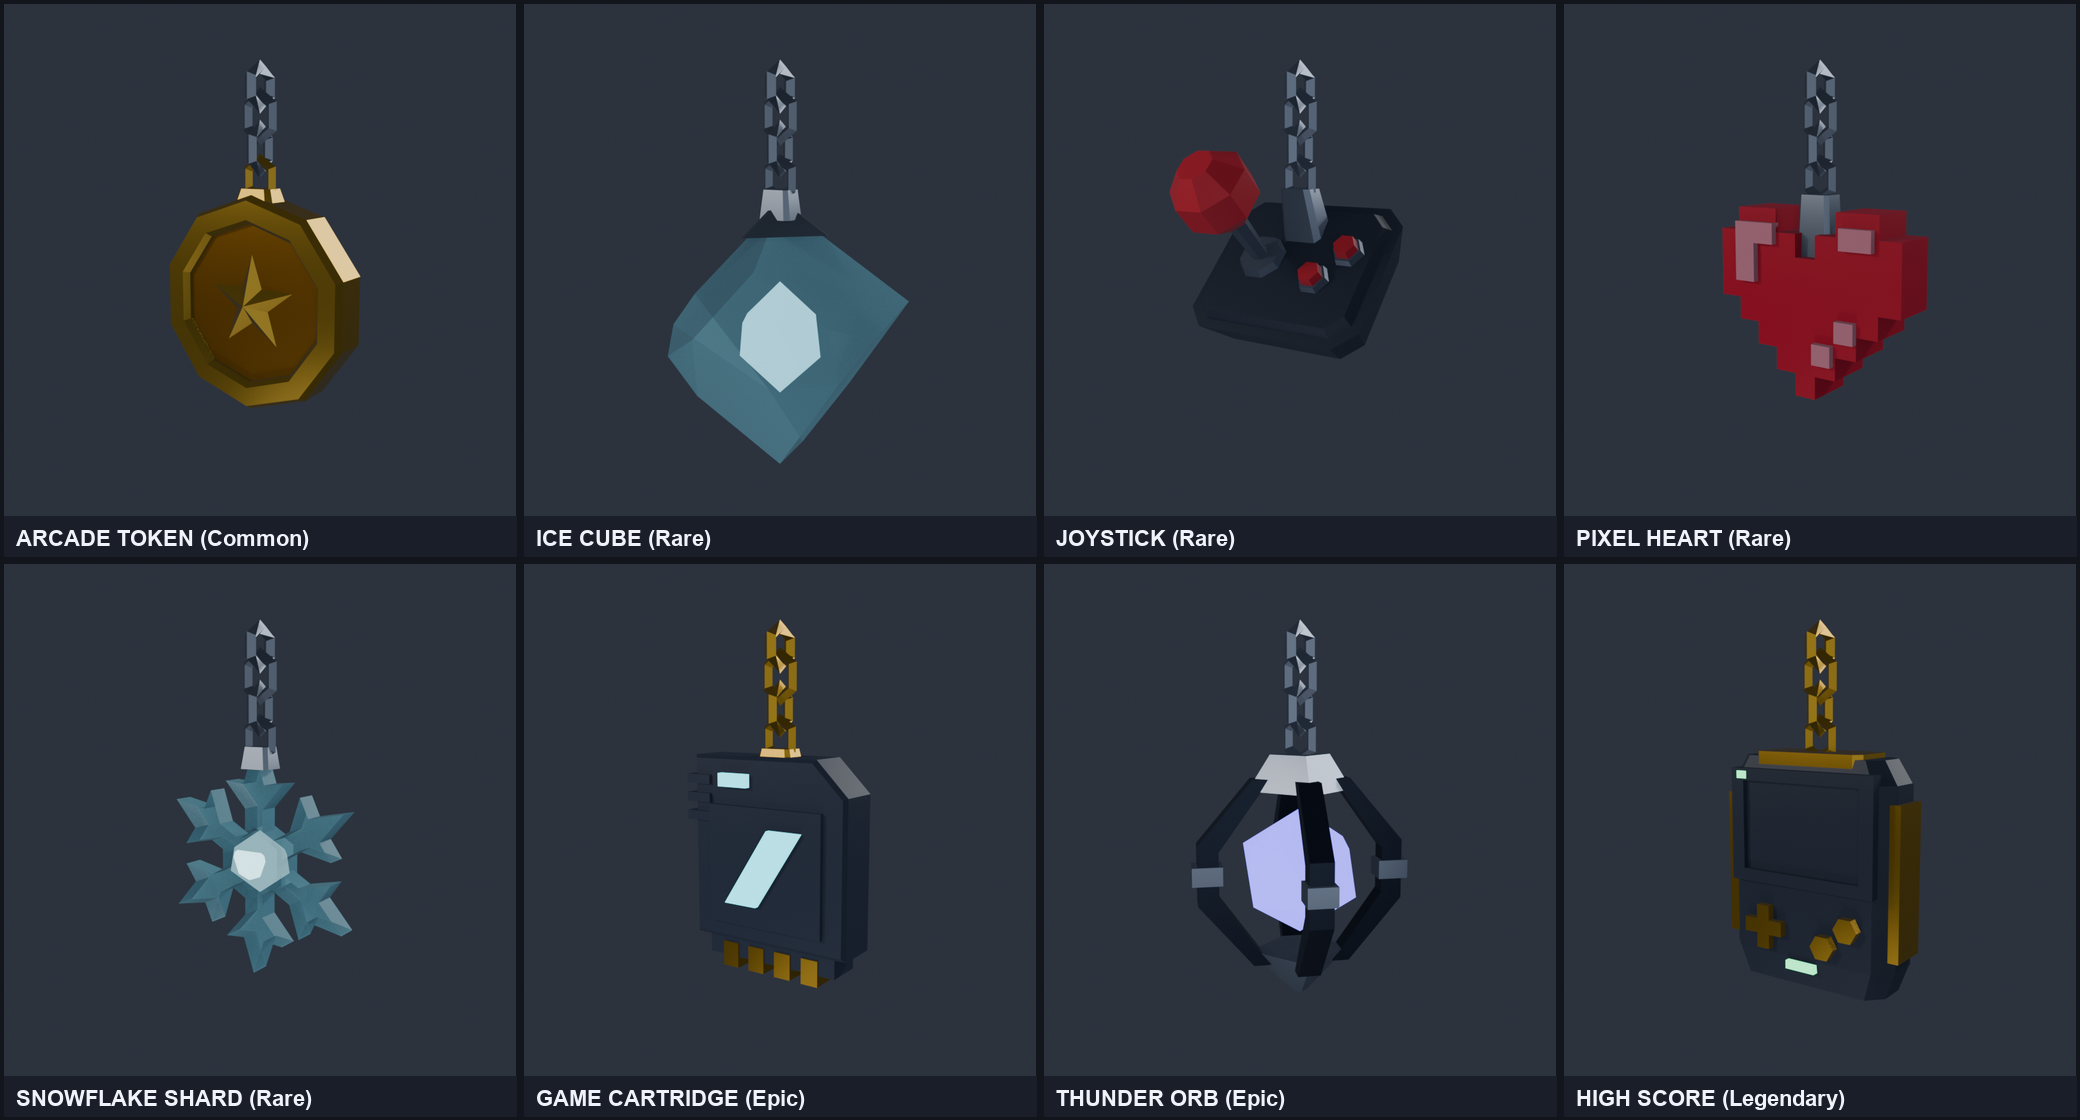 ARCADE TOKEN (Common)
ICE CUBE (Rare)
JOYSTICK (Rare)
PIXEL HEART (Rare)
SNOWFLAKE SHARD (Rare)
GAME CARTRIDGE (Epic)
THUNDER ORB (Epic)
HIGH SCORE (Legendary)